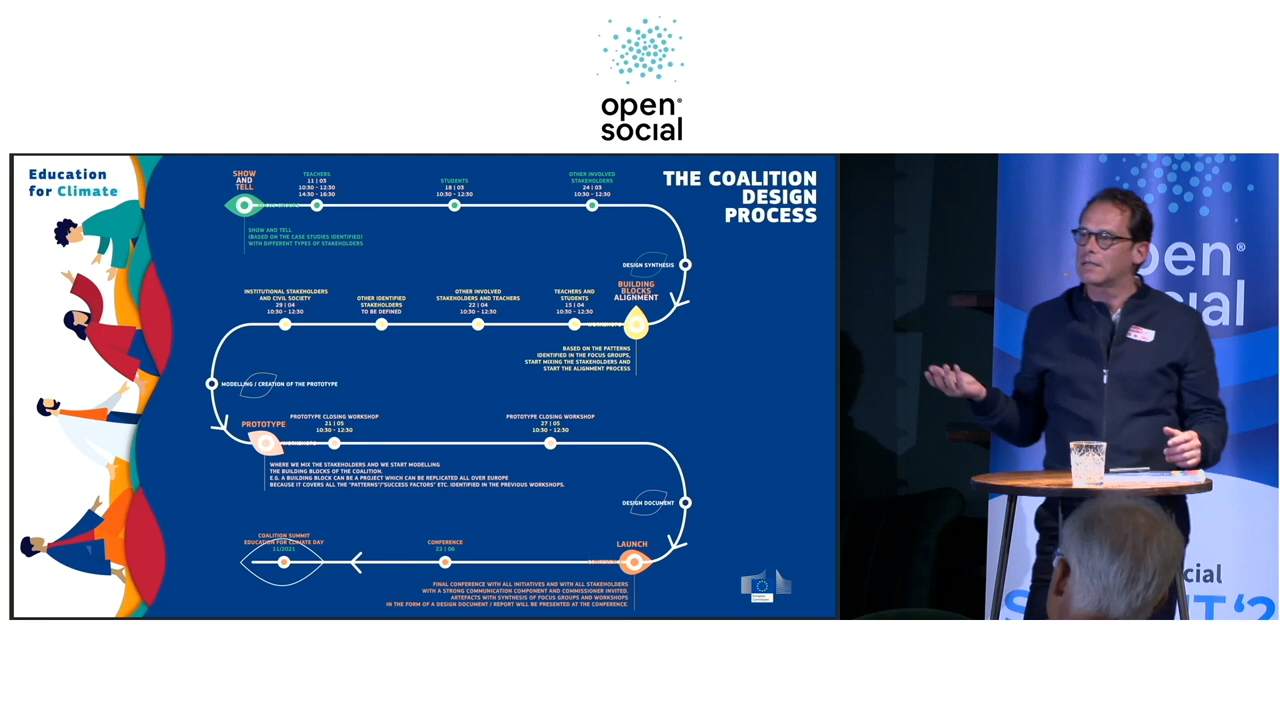 open®
social
Education
for Climate
THE COALITION
DESIGN
PROCESS
SHOW
AND
TELL
TEACHERS
11 | 03
10:30 - 12:30
14:30 - 16:30
STUDENTS
18 | 03
10:30 - 12:30
OTHER INVOLVED
STAKEHOLDERS
24 | 03
10:30 - 12:30
SHOW AND TELL
(BASED ON THE CASE STUDIES IDENTIFIED)
WITH DIFFERENT TYPES OF STAKEHOLDERS
DESIGN SYNTHESIS
BUILDING
BLOCKS
ALIGNMENT
INSTITUTIONAL STAKEHOLDERS
AND CIVIL SOCIETY
29 | 04
10:30 - 12:30
OTHER IDENTIFIED
STAKEHOLDERS
TO BE DEFINED
OTHER INVOLVED
STAKEHOLDERS AND TEACHERS
22 | 04
10:30 - 12:30
TEACHERS AND
STUDENTS
15 | 04
10:30 - 12:30
WORKSHOPS
BASED ON THE PATTERNS
IDENTIFIED IN THE FOCUS GROUPS,
START MIXING THE STAKEHOLDERS AND
START THE ALIGNMENT PROCESS
MODELLING / CREATION OF THE PROTOTYPE
PROTOTYPE
WORKSHOPS
PROTOTYPE CLOSING WORKSHOP
21 | 05
10:30 - 12:30
PROTOTYPE CLOSING WORKSHOP
27 | 05
10:30 - 12:30
WHERE WE MIX THE STAKEHOLDERS AND WE START MODELLING
THE BUILDING BLOCKS OF THE COALITION.
E.G. A BUILDING BLOCK CAN BE A PROJECT WHICH CAN BE REPLICATED ALL OVER EUROPE
BECAUSE IT COVERS ALL THE "PATTERNS"/"SUCCESS FACTORS" ETC. IDENTIFIED IN THE PREVIOUS WORKSHOPS.
DESIGN DOCUMENT
COALITION SUMMIT
EDUCATION FOR CLIMATE DAY
11/2021
CONFERENCE
22 | 06
LAUNCH
FINAL CONFERENCE WITH ALL INITIATIVES AND WITH ALL STAKEHOLDERS
WITH A STRONG COMMUNICATION COMPONENT AND COMMISSIONER INVITED.
ARTEFACTS WITH SYNTHESIS OF FOCUS GROUPS AND WORKSHOPS
IN THE FORM OF A DESIGN DOCUMENT / REPORT WILL BE PRESENTED AT THE CONFERENCE.
European
Commission
pen®
cial
cial
'2